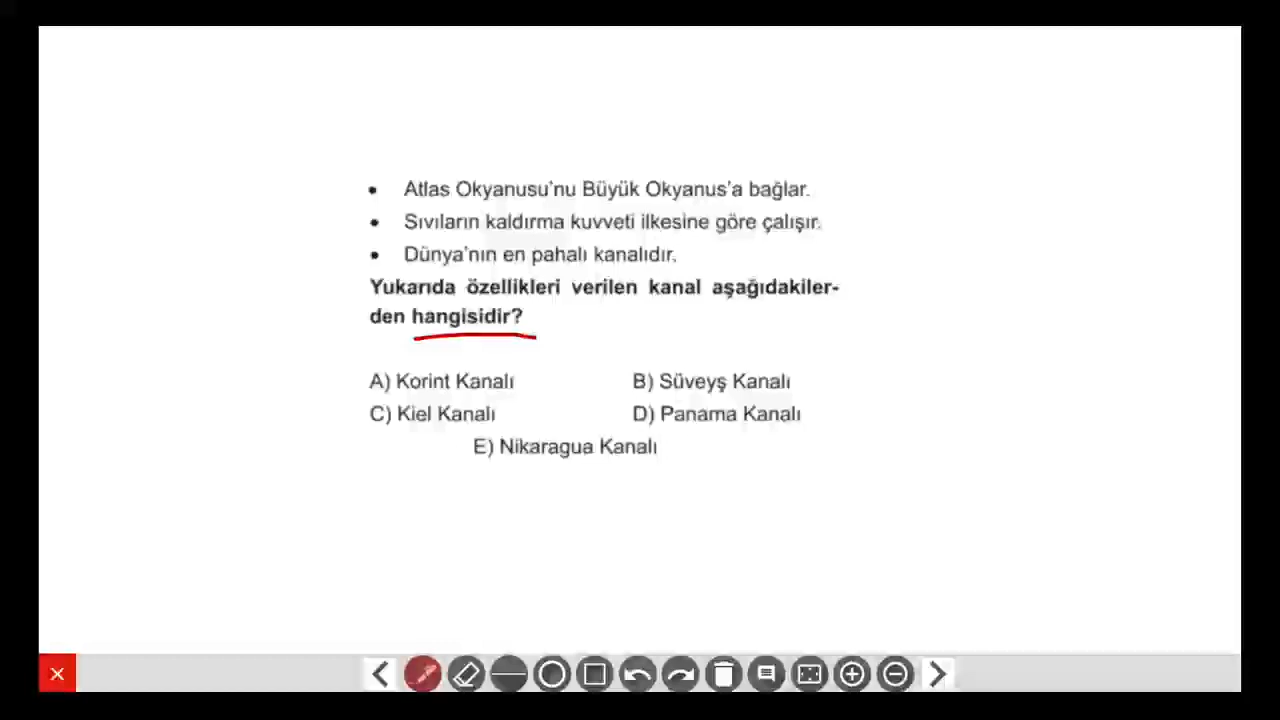 • Atlas Okyanusu'nu Büyük Okyanus'a bağlar.
• Sıvıların kaldırma kuvveti ilkesine göre çalışır.
• Dünya'nın en pahalı kanalıdır.
Yukarıda özellikleri verilen kanal aşağıdakiler-
den hangisidir?
A) Korint Kanalı B) Süveyş Kanalı
C) Kiel Kanalı D) Panama Kanalı
E) Nikaragua Kanalı